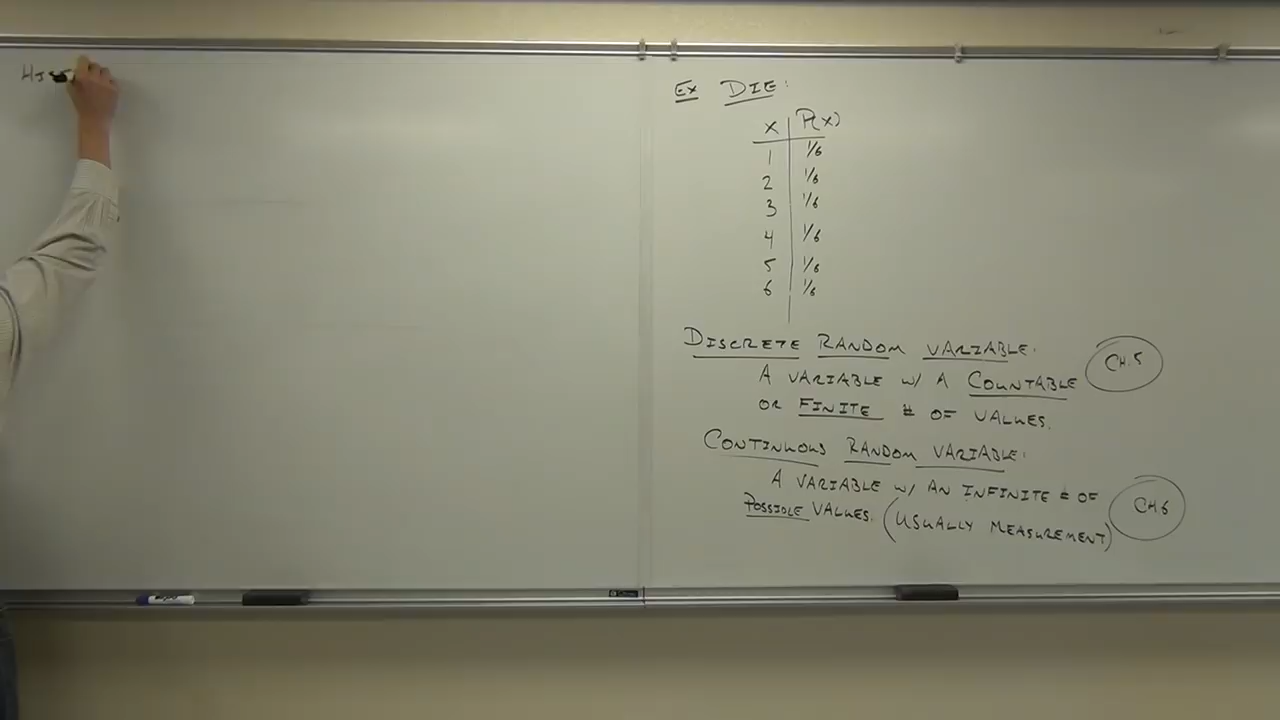 EX DIE:
X P(X)
1 1/6
2 1/6
3 1/6
4 1/6
5 1/6
6 1/6
DISCRETE RANDOM VARIABLE:
A VARIABLE W/ A COUNTABLE
OR FINITE # OF VALUES.
CH.5
CONTINUOUS RANDOM VARIABLE:
A VARIABLE W/ AN INFINITE # OF
POSSIBLE VALUES. (USUALLY MEASUREMENT)
CH6